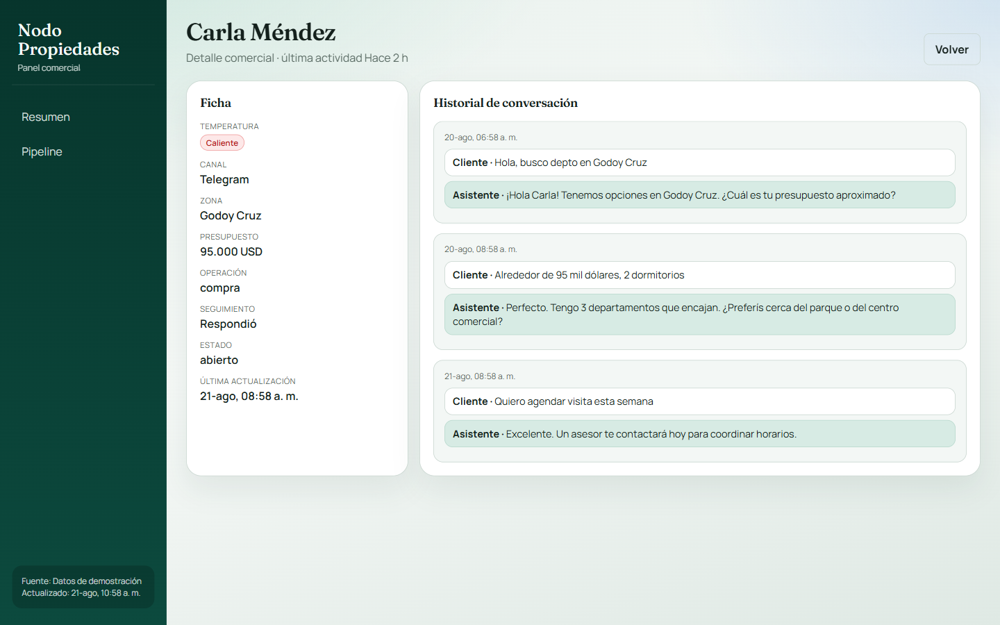 Nodo
Propiedades
Panel comercial
Resumen
Pipeline
Fuente: Datos de demostración
Actualizado: 21-ago, 10:58 a. m.
Carla Méndez
Detalle comercial · última actividad Hace 2 h
Volver
Ficha
TEMPERATURA
Caliente
CANAL
Telegram
ZONA
Godoy Cruz
PRESUPUESTO
95.000 USD
OPERACIÓN
compra
SEGUIMIENTO
Respondió
ESTADO
abierto
ÚLTIMA ACTUALIZACIÓN
21-ago, 08:58 a. m.
Historial de conversación
20-ago, 06:58 a. m.
Cliente · Hola, busco depto en Godoy Cruz
Asistente · ¡Hola Carla! Tenemos opciones en Godoy Cruz. ¿Cuál es tu presupuesto aproximado?
20-ago, 08:58 a. m.
Cliente · Alrededor de 95 mil dólares, 2 dormitorios
Asistente · Perfecto. Tengo 3 departamentos que encajan. ¿Preferís cerca del parque o del centro
comercial?
21-ago, 08:58 a. m.
Cliente · Quiero agendar visita esta semana
Asistente · Excelente. Un asesor te contactará hoy para coordinar horarios.